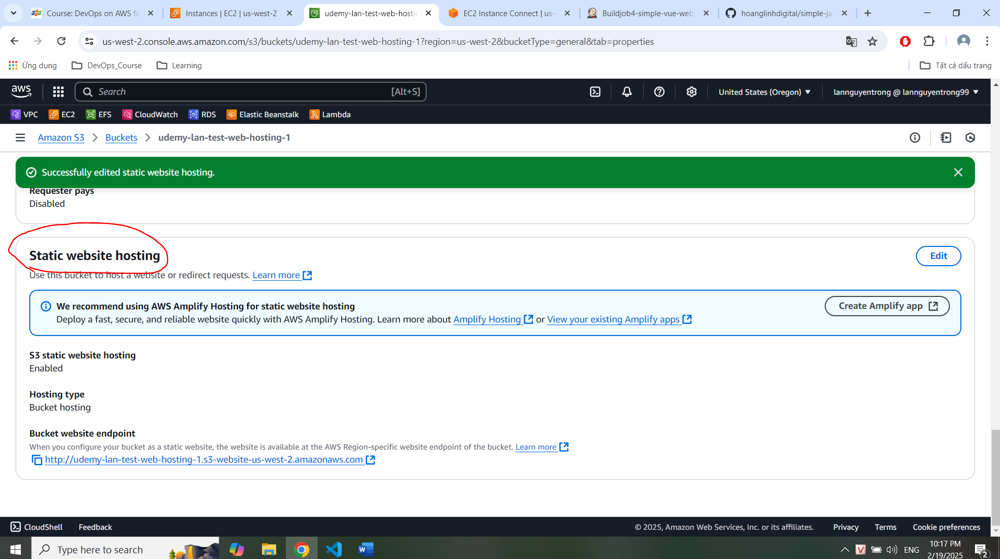 Course: DevOps on AWS fo
Instances | EC2 | us-west-2
udemy-lan-test-web-hostin
EC2 Instance Connect | us-
Buildjob4-simple-vue-webp
hoanglinhdigital/simple-ja
us-west-2.console.aws.amazon.com/s3/buckets/udemy-lan-test-web-hosting-1?region=us-west-2&bucketType=general&tab=properties
Ứng dụng DevOps_Course Learning Tất cả dấu trang
aws Search [Alt+S] United States (Oregon) lannguyentrong @ lannguyentrong99
VPC EC2 EFS CloudWatch RDS Elastic Beanstalk Lambda
Amazon S3 > Buckets > udemy-lan-test-web-hosting-1
Successfully edited static website hosting.
Requester pays
Disabled
Static website hosting
Edit
Use this bucket to host a website or redirect requests. Learn more
We recommend using AWS Amplify Hosting for static website hosting
Create Amplify app
Deploy a fast, secure, and reliable website quickly with AWS Amplify Hosting. Learn more about Amplify Hosting or View your existing Amplify apps
S3 static website hosting
Enabled
Hosting type
Bucket hosting
Bucket website endpoint
When you configure your bucket as a static website, the website is available at the AWS Region-specific website endpoint of the bucket. Learn more
http://udemy-lan-test-web-hosting-1.s3-website-us-west-2.amazonaws.com
CloudShell Feedback © 2025, Amazon Web Services, Inc. or its affiliates. Privacy Terms Cookie preferences
Type here to search
ENG
10:17 PM
2/19/2025
2